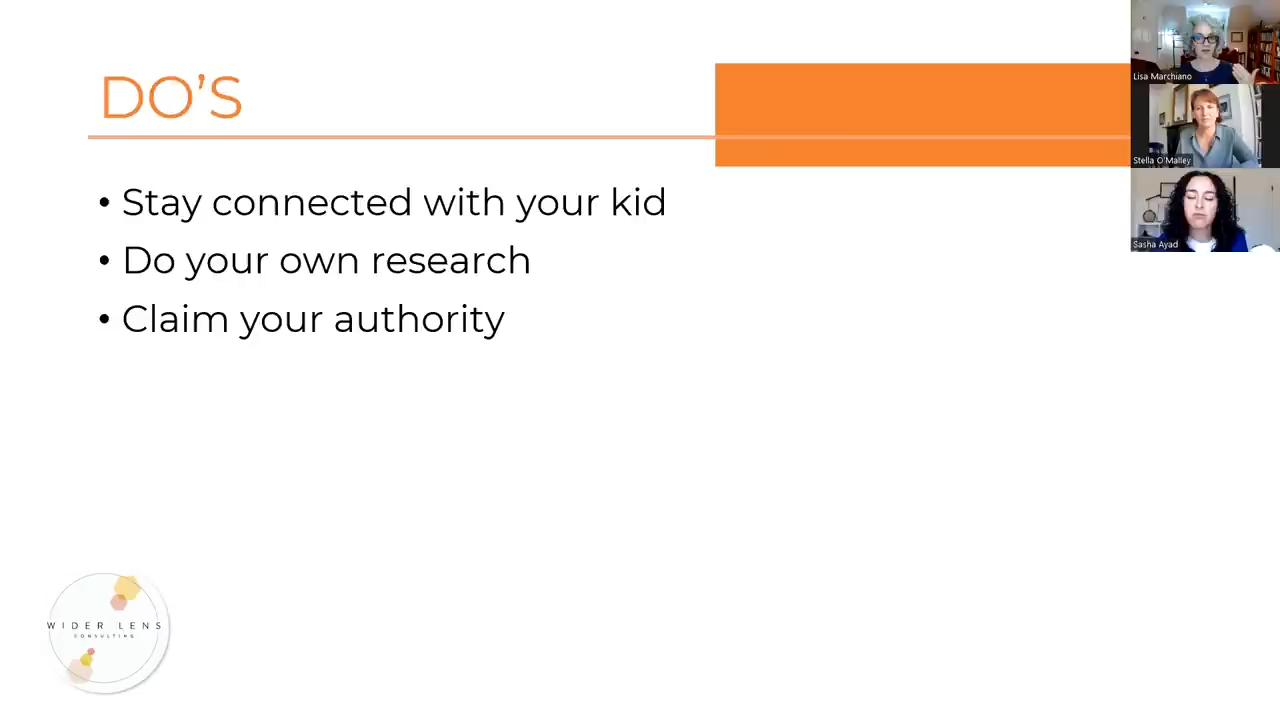 DO’S
Lisa Marchiano
Stella O'Malley
Sasha Ayad
• Stay connected with your kid
• Do your own research
• Claim your authority
WIDER LENS
CONSULTING